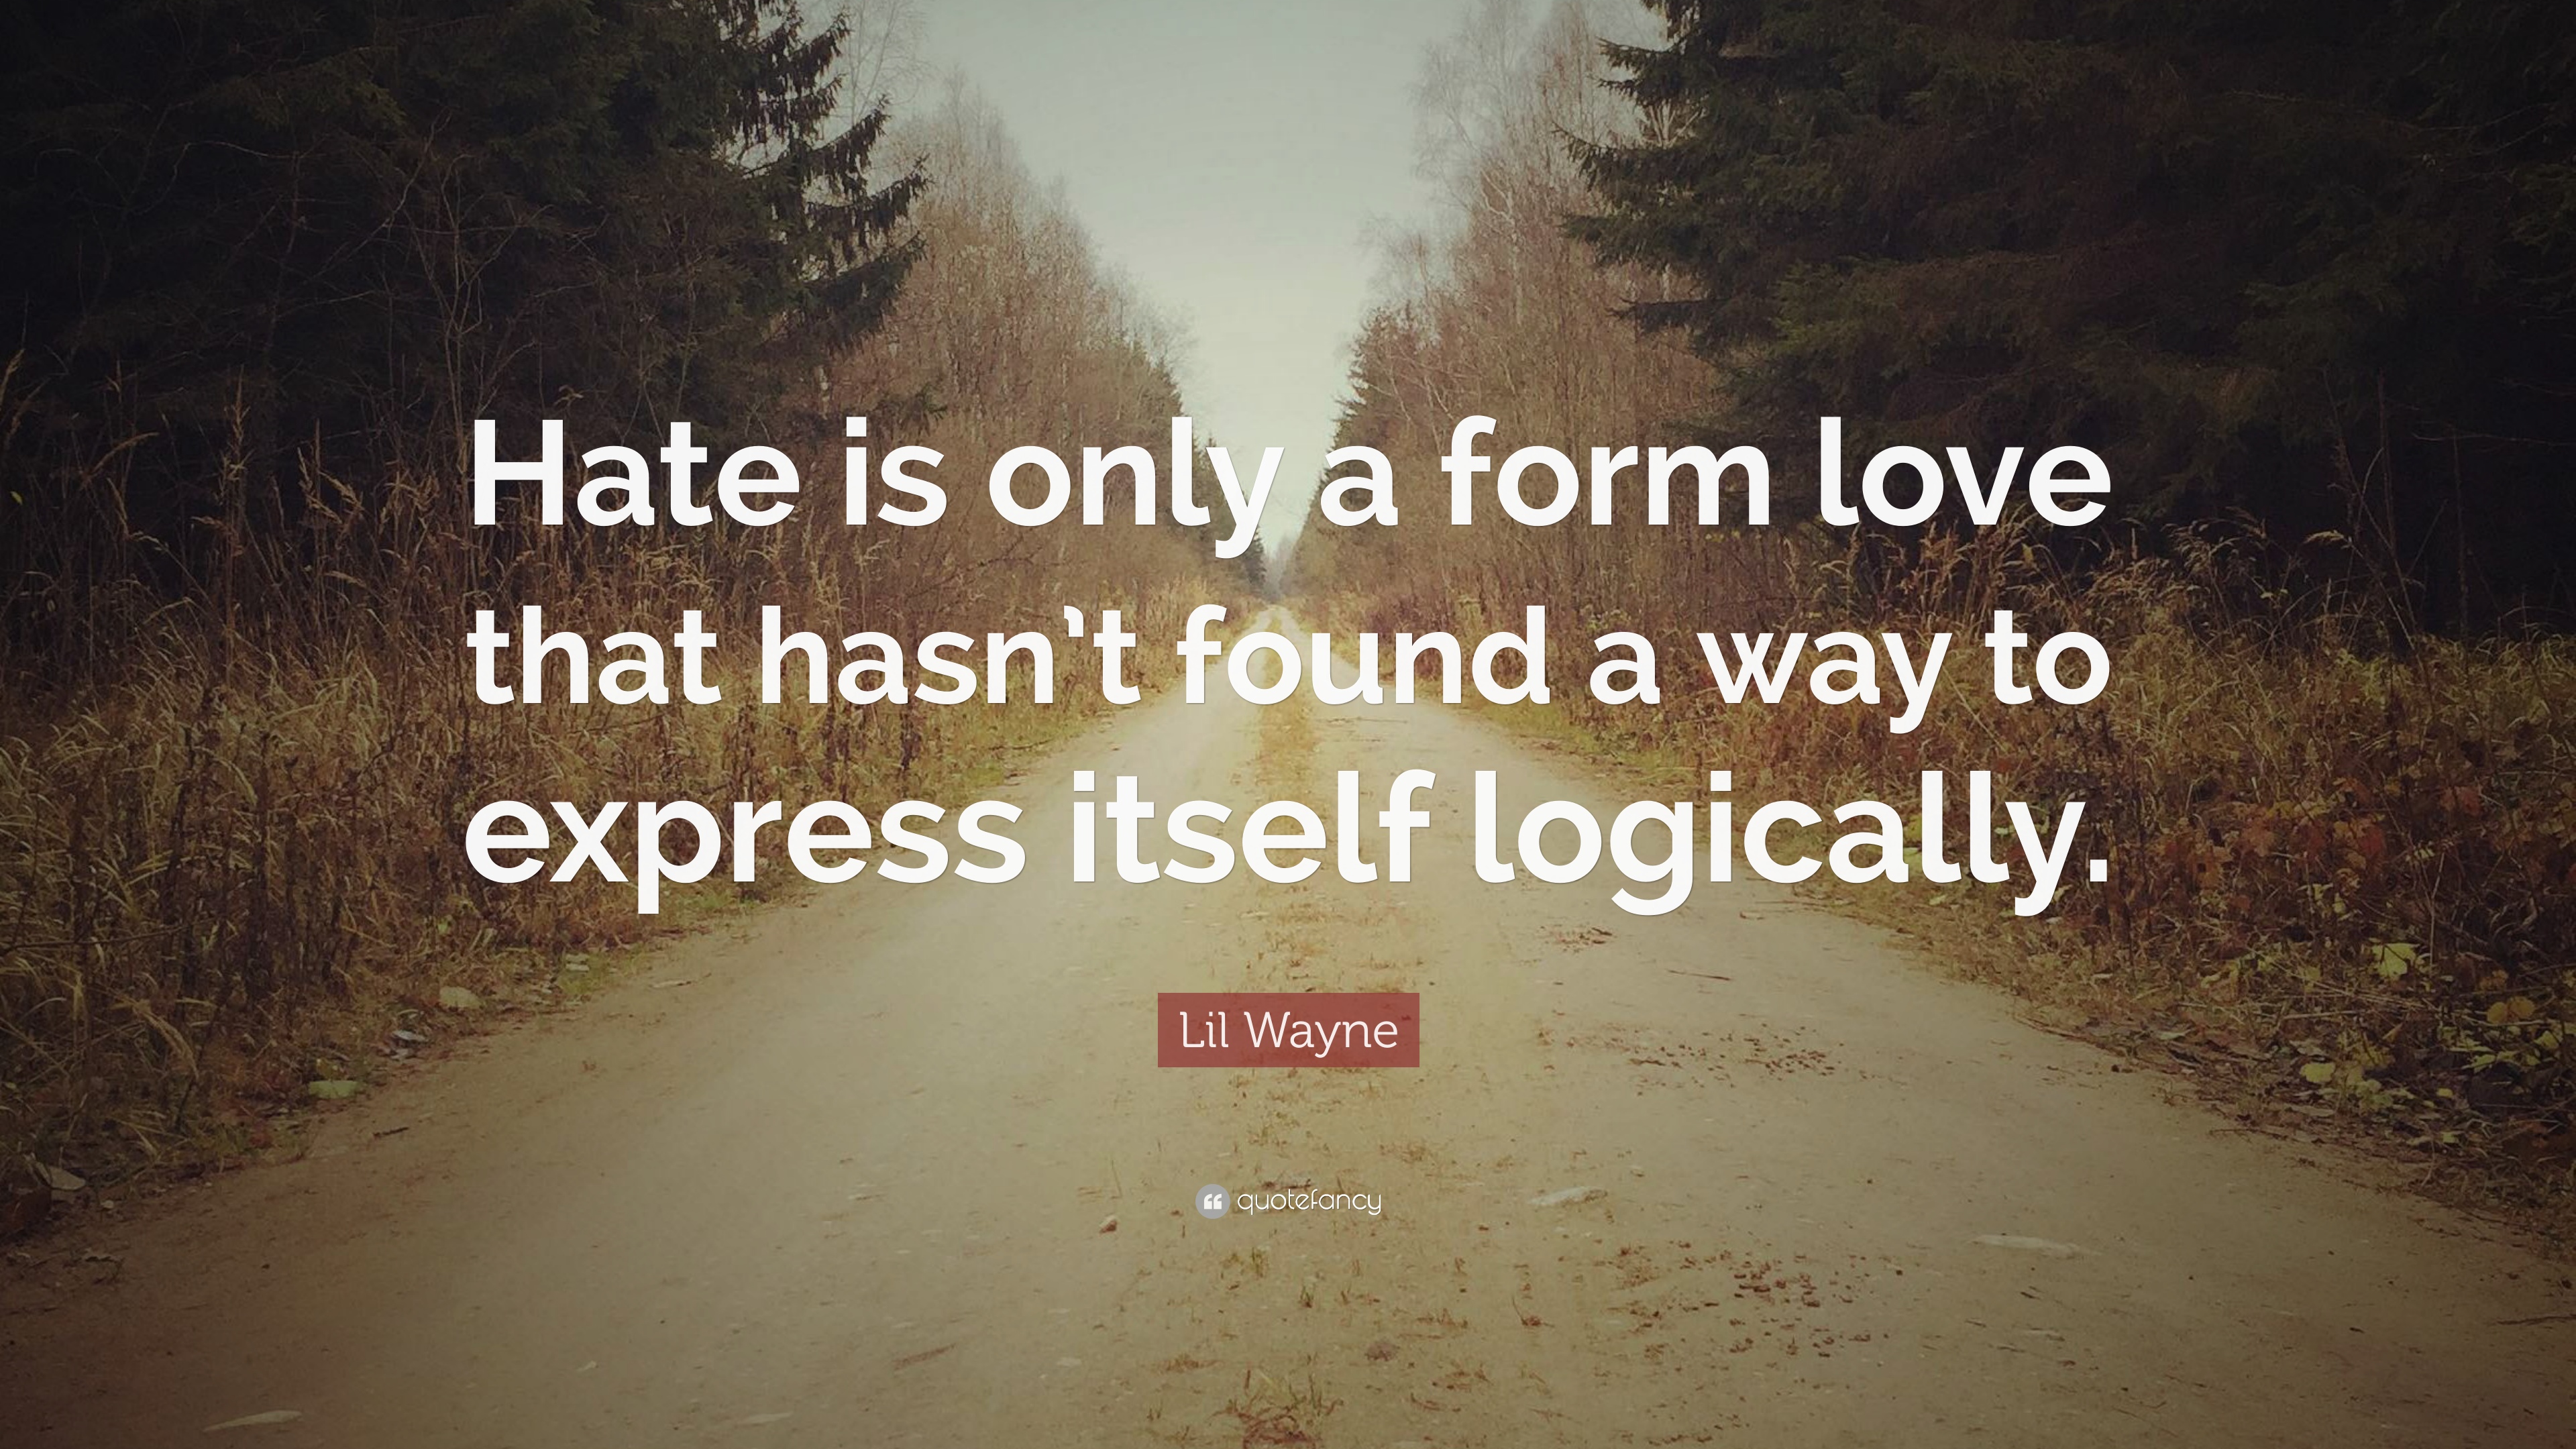 Hate is only a form love
that hasn’t found a way to
express itself logically.
Lil Wayne
quotefancy